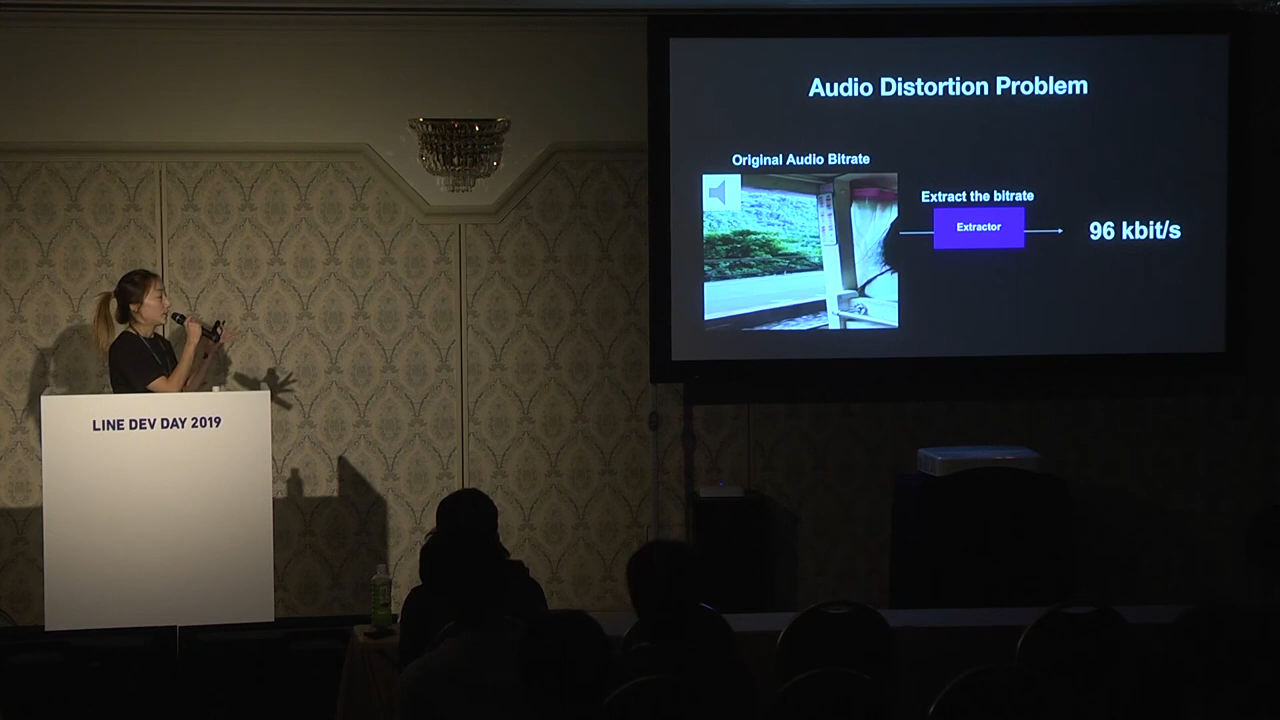 Audio Distortion Problem
Original Audio Bitrate
Extract the bitrate
Extractor
96 kbit/s
LINE DEV DAY 2019